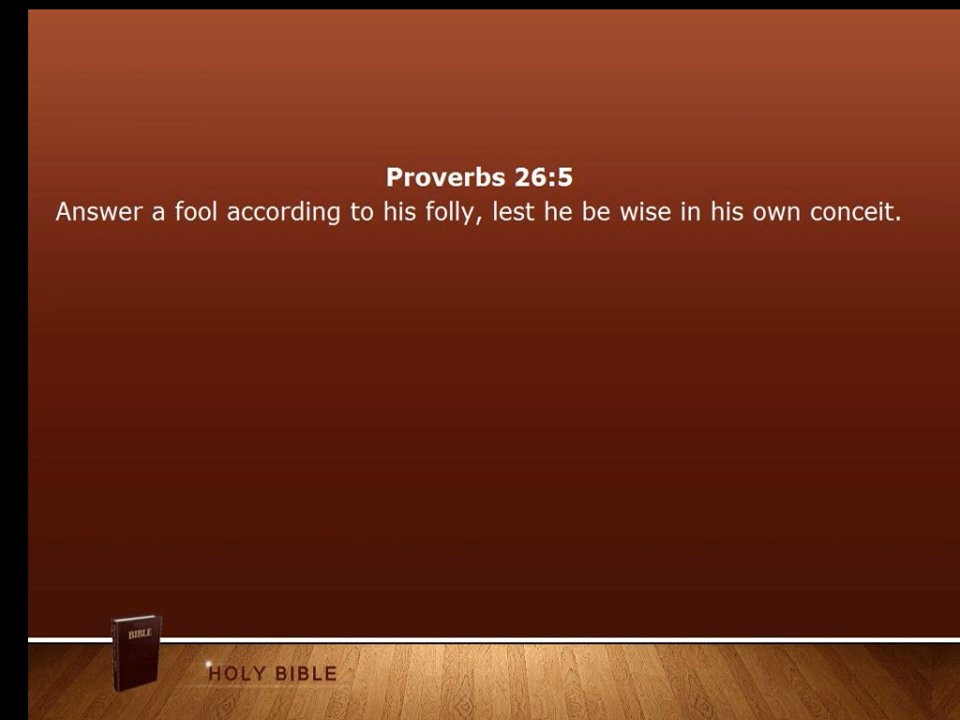 Proverbs 26:5
Answer a fool according to his folly, lest he be wise in his own conceit.
BIBLE
HOLY BIBLE